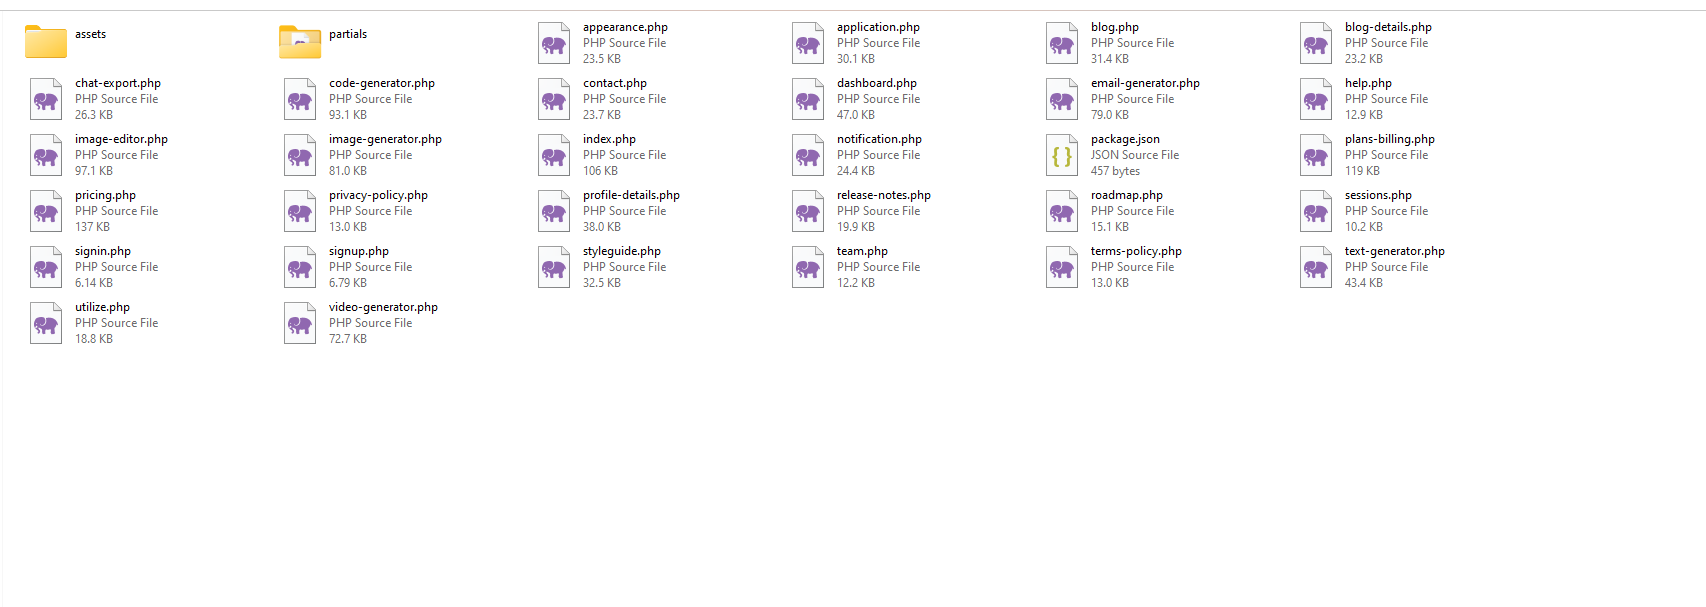 assets
partials
appearance.php
PHP Source File
23.5 KB
application.php
PHP Source File
30.1 KB
blog.php
PHP Source File
31.4 KB
blog-details.php
PHP Source File
23.2 KB
chat-export.php
PHP Source File
26.3 KB
code-generator.php
PHP Source File
93.1 KB
contact.php
PHP Source File
23.7 KB
dashboard.php
PHP Source File
47.0 KB
email-generator.php
PHP Source File
79.0 KB
help.php
PHP Source File
12.9 KB
image-editor.php
PHP Source File
97.1 KB
image-generator.php
PHP Source File
81.0 KB
index.php
PHP Source File
106 KB
notification.php
PHP Source File
24.4 KB
package.json
JSON Source File
457 bytes
plans-billing.php
PHP Source File
119 KB
pricing.php
PHP Source File
137 KB
privacy-policy.php
PHP Source File
13.0 KB
profile-details.php
PHP Source File
38.0 KB
release-notes.php
PHP Source File
19.9 KB
roadmap.php
PHP Source File
15.1 KB
sessions.php
PHP Source File
10.2 KB
signin.php
PHP Source File
6.14 KB
signup.php
PHP Source File
6.79 KB
styleguide.php
PHP Source File
32.5 KB
team.php
PHP Source File
12.2 KB
terms-policy.php
PHP Source File
13.0 KB
text-generator.php
PHP Source File
43.4 KB
utilize.php
PHP Source File
18.8 KB
video-generator.php
PHP Source File
72.7 KB